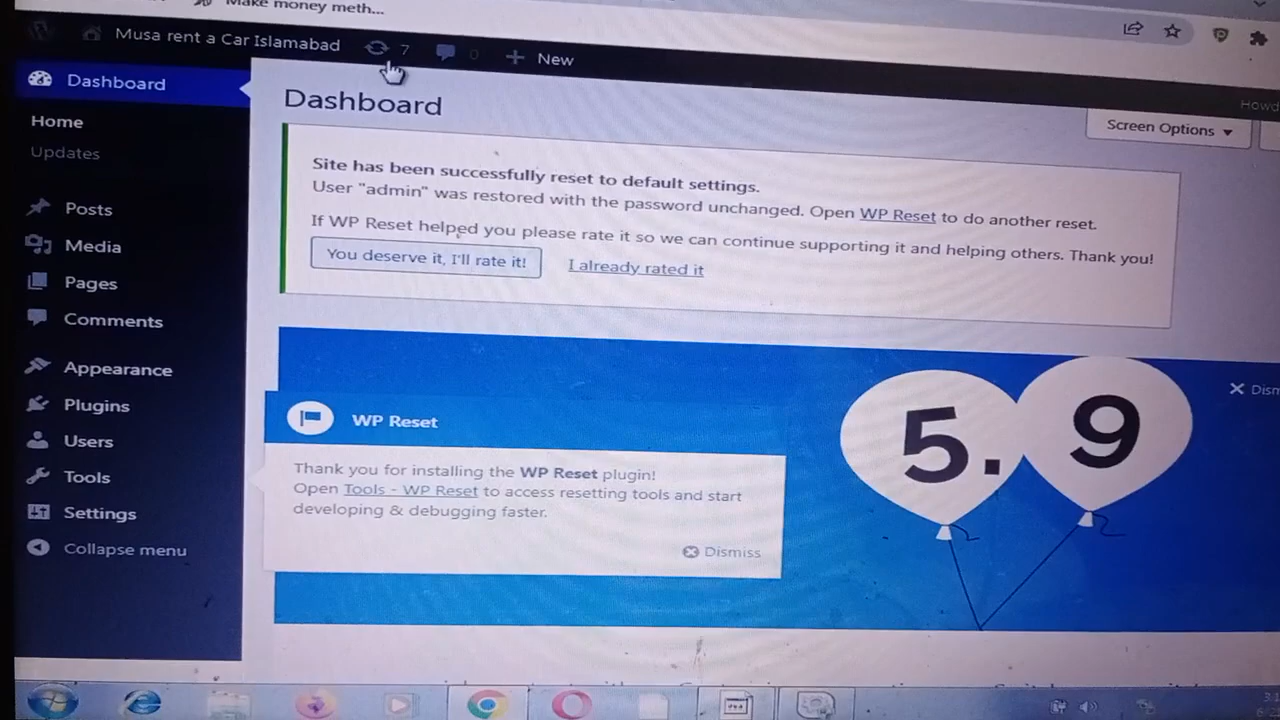 Make money meth...
Musa rent a Car Islamabad 7 0 New
Howd
Dashboard
Home
Updates
Posts
Media
Pages
Comments
Appearance
Plugins
Users
Tools
Settings
Collapse menu
Dashboard
Screen Options
Site has been successfully reset to default settings.
User "admin" was restored with the password unchanged. Open WP Reset to do another reset.
If WP Reset helped you please rate it so we can continue supporting it and helping others. Thank you!
You deserve it, I'll rate it! I already rated it
Dism
5.9
WP Reset
Thank you for installing the WP Reset plugin!
Open Tools - WP Reset to access resetting tools and start
developing & debugging faster.
Dismiss